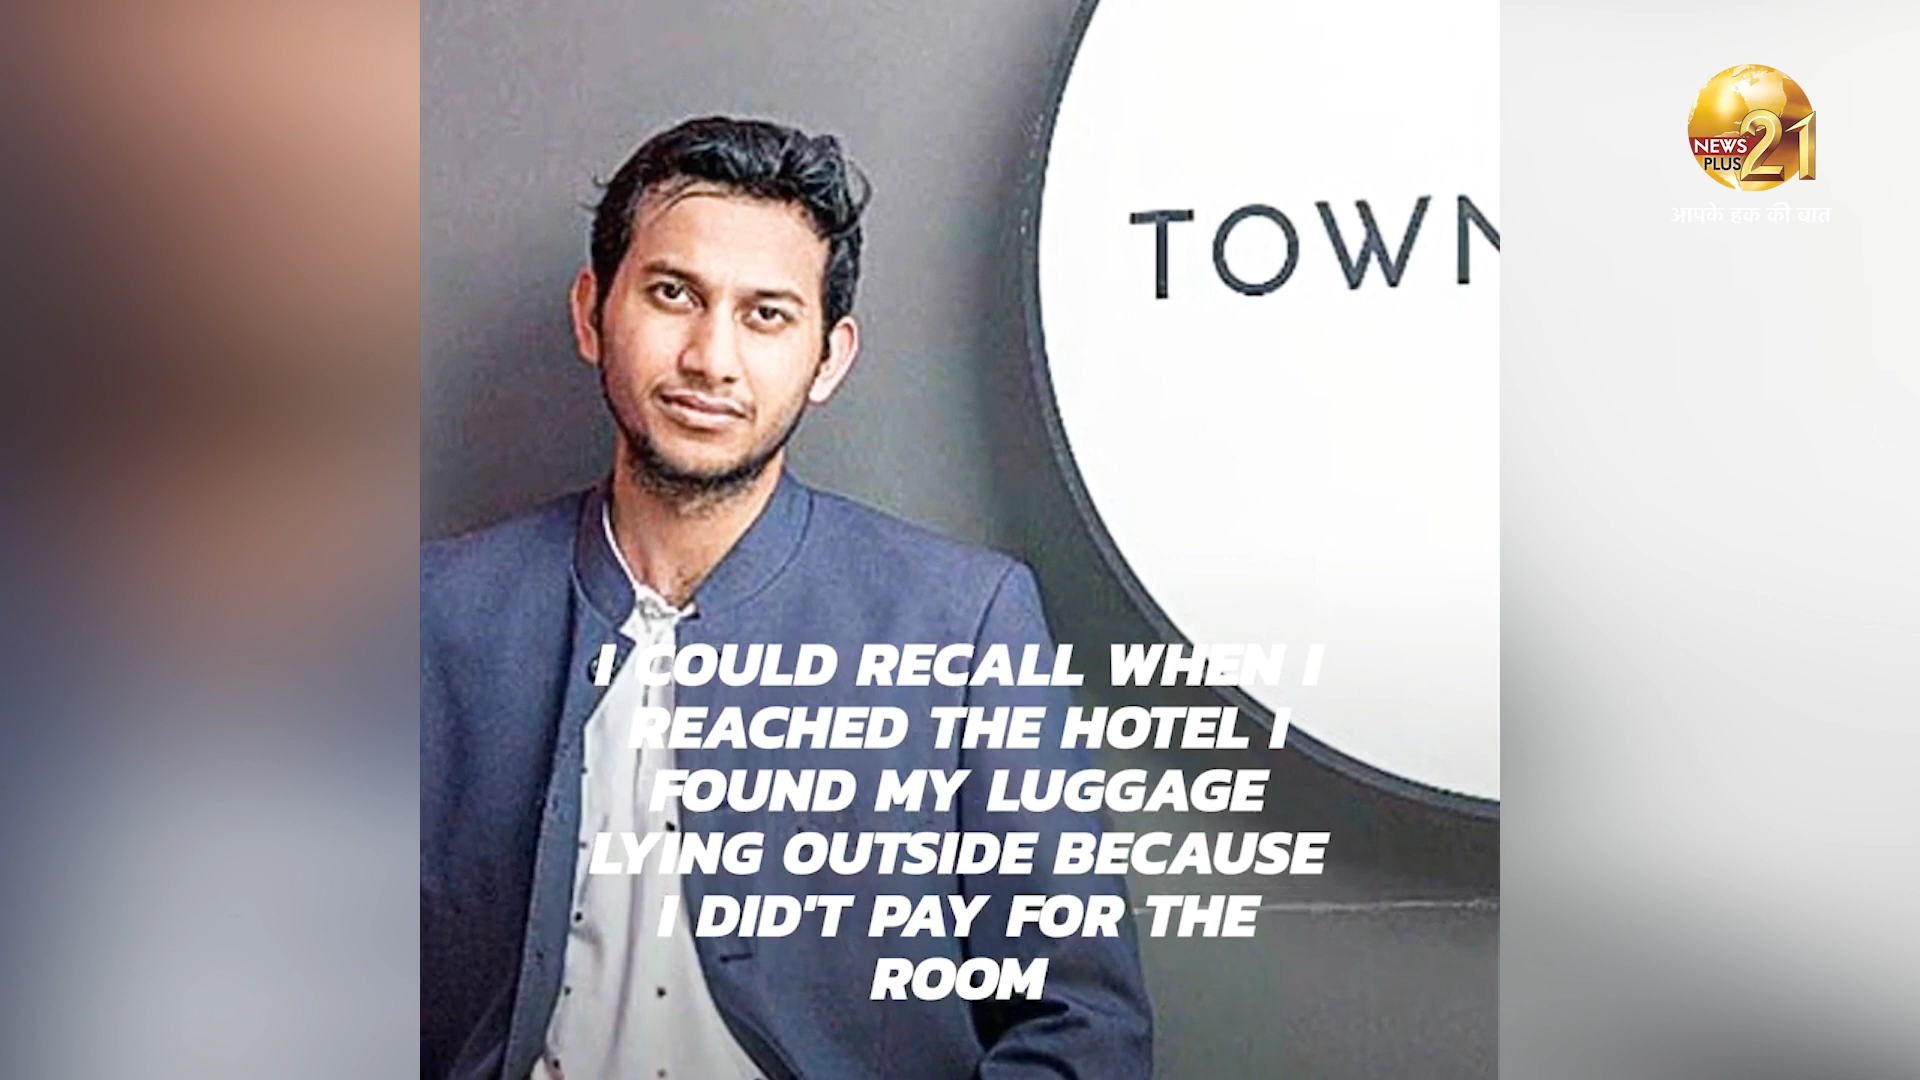 TOWN
NEWS
PLUS 21
आपके हक की बात
I COULD RECALL WHEN I
REACHED THE HOTEL I
FOUND MY LUGGAGE
LYING OUTSIDE BECAUSE
I DID'T PAY FOR THE
ROOM